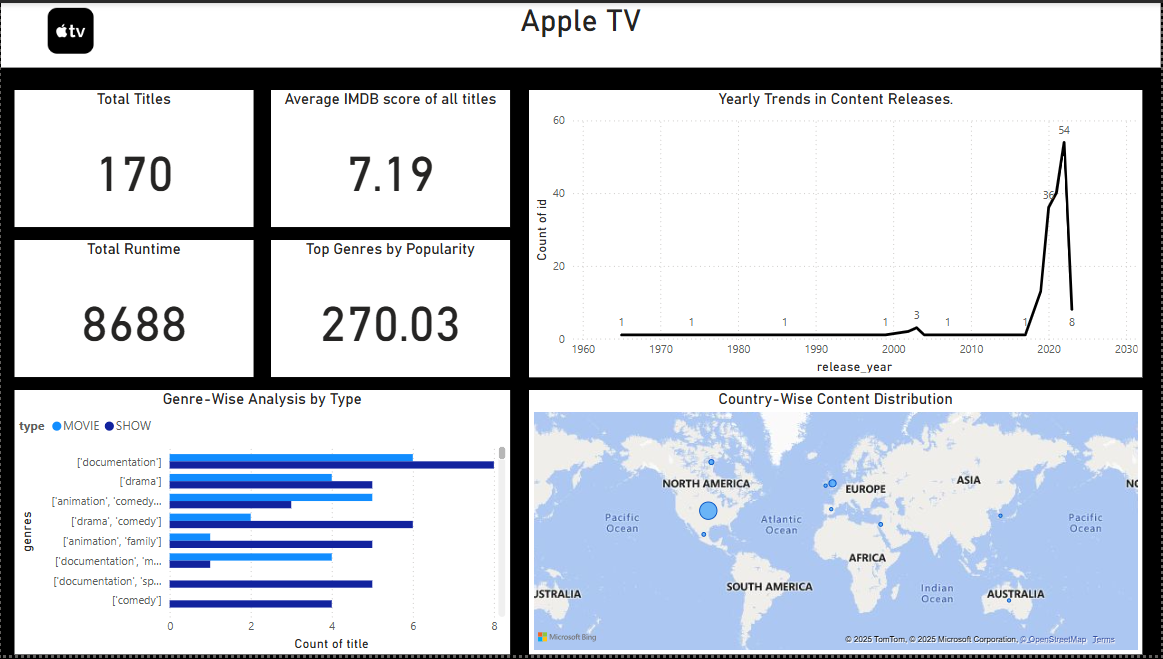 tv
Apple TV
Total Titles
170
Average IMDB score of all titles
7.19
Total Runtime
8688
Top Genres by Popularity
270.03
Yearly Trends in Content Releases.
60
40
20
0
Count of id
1
1
1
1
3
1
1
36
54
8
1960
1970
1980
1990
2000
2010
2020
2030
release_year
Genre-Wise Analysis by Type
type MOVIE SHOW
genres
['documentation']
['drama']
['animation', 'comedy...
['drama', 'comedy']
['animation', 'family']
['documentation', 'm...
['documentation', 'sp...
['comedy']
0 2 4 6 8
Count of title
Country-Wise Content Distribution
NORTH AMERICA
EUROPE
ASIA
NO
Pacific
Ocean
Atlantic
Ocean
Pacific
Ocean
AFRICA
SOUTH AMERICA
Indian
Ocean
USTRALIA
AUSTRALIA
Microsoft Bing
© 2025 TomTom, © 2025 Microsoft Corporation, © OpenStreetMap Terms